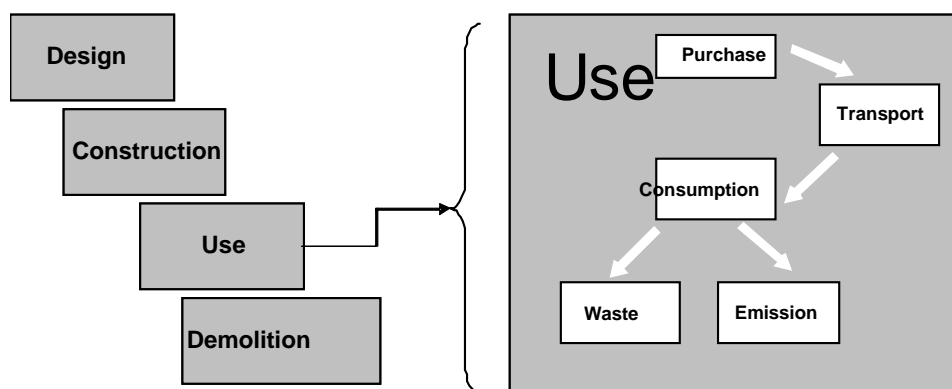 Design
Construction
Use
Demolition
Use
Purchase
Transport
Consumption
Waste
Emission